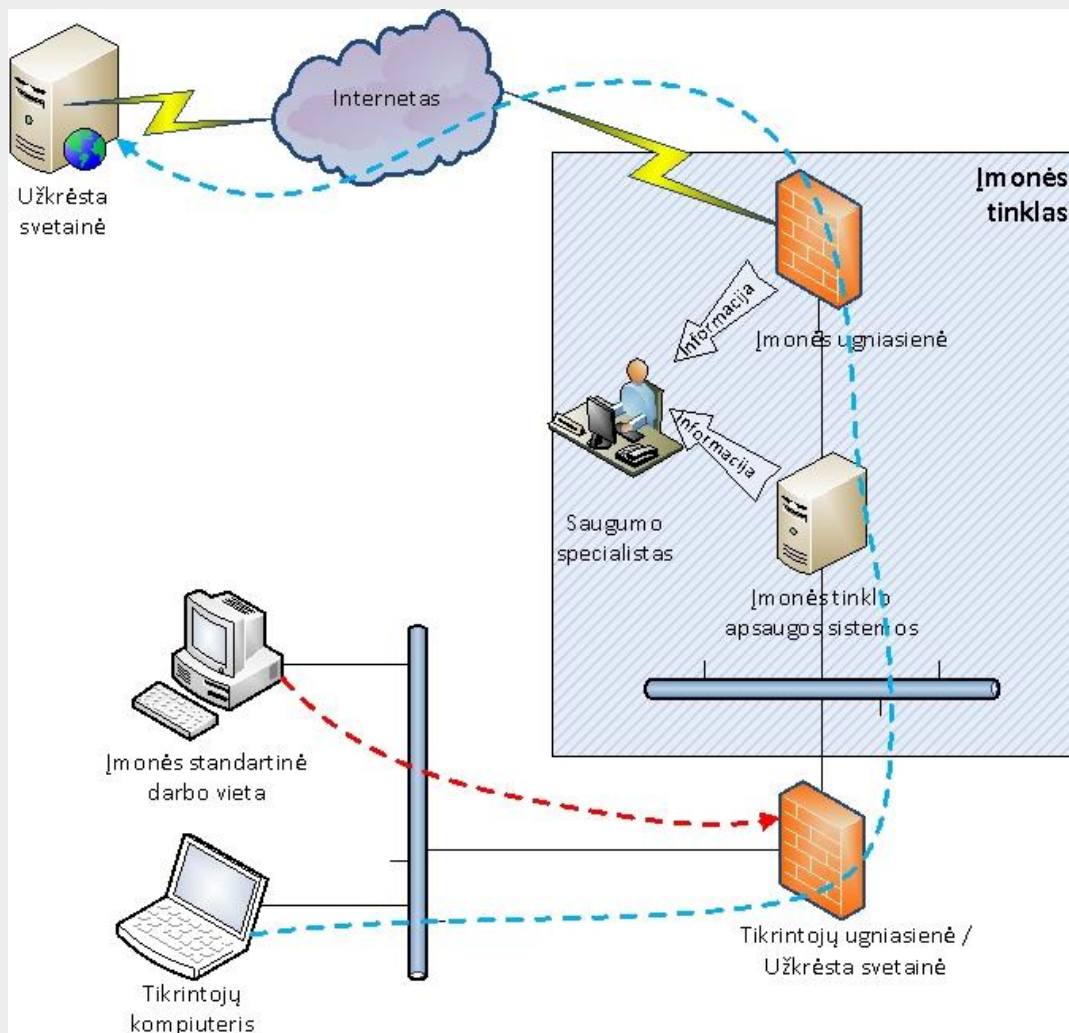 Internetas
Užkrėsta
svetainė
Įmonės
tinklas
Informacija
Įmonės ugniasienė
Informacija
Saugumo
specialistas
Įmonės tinklo
apsaugos sistemos
Įmonės standartinė
darbo vieta
Tikrintojų ugniasienė /
Užkrėsta svetainė
Tikrintojų
kompiuteris